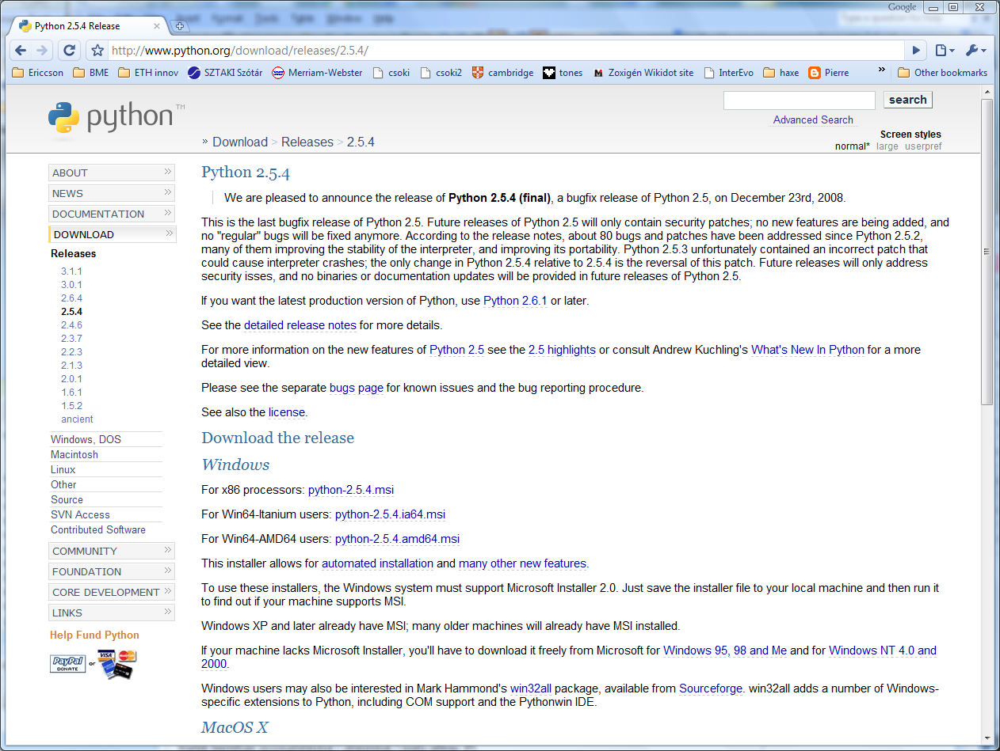 Google
Python 2.5.4 Release
http://www.python.org/download/releases/2.5.4/
Ericcson BME ETH innov SZTAKI Szótár Merriam-Webster csoki csoki2 cambridge tones Zoxigén Wikidot site InterEvo haxe Pierre » Other bookmarks
python TM
search
Advanced Search
Screen styles
normal* large userpref
» Download > Releases > 2.5.4
ABOUT »
NEWS »
DOCUMENTATION »
DOWNLOAD »
Releases
3.1.1
3.0.1
2.6.4
2.5.4
2.4.6
2.3.7
2.2.3
2.1.3
2.0.1
1.6.1
1.5.2
ancient
Windows, DOS
Macintosh
Linux
Other
Source
SVN Access
Contributed Software
COMMUNITY »
FOUNDATION »
CORE DEVELOPMENT »
LINKS »
Help Fund Python
PayPal DONATE or VISA MasterCard
Python 2.5.4
We are pleased to announce the release of Python 2.5.4 (final), a bugfix release of Python 2.5, on December 23rd, 2008.
This is the last bugfix release of Python 2.5. Future releases of Python 2.5 will only contain security patches; no new features are being added, and
no "regular" bugs will be fixed anymore. According to the release notes, about 80 bugs and patches have been addressed since Python 2.5.2,
many of them improving the stability of the interpreter, and improving its portability. Python 2.5.3 unfortunately contained an incorrect patch that
could cause interpreter crashes; the only change in Python 2.5.4 relative to 2.5.4 is the reversal of this patch. Future releases will only address
security isses, and no binaries or documentation updates will be provided in future releases of Python 2.5.
If you want the latest production version of Python, use Python 2.6.1 or later.
See the detailed release notes for more details.
For more information on the new features of Python 2.5 see the 2.5 highlights or consult Andrew Kuchling's What's New In Python for a more
detailed view.
Please see the separate bugs page for known issues and the bug reporting procedure.
See also the license.
Download the release
Windows
For x86 processors: python-2.5.4.msi
For Win64-Itanium users: python-2.5.4.ia64.msi
For Win64-AMD64 users: python-2.5.4.amd64.msi
This installer allows for automated installation and many other new features.
To use these installers, the Windows system must support Microsoft Installer 2.0. Just save the installer file to your local machine and then run it
to find out if your machine supports MSI.
Windows XP and later already have MSI; many older machines will already have MSI installed.
If your machine lacks Microsoft Installer, you'll have to download it freely from Microsoft for Windows 95, 98 and Me and for Windows NT 4.0 and
2000.
Windows users may also be interested in Mark Hammond's win32all package, available from Sourceforge. win32all adds a number of Windows-
specific extensions to Python, including COM support and the Pythonwin IDE.
MacOS X